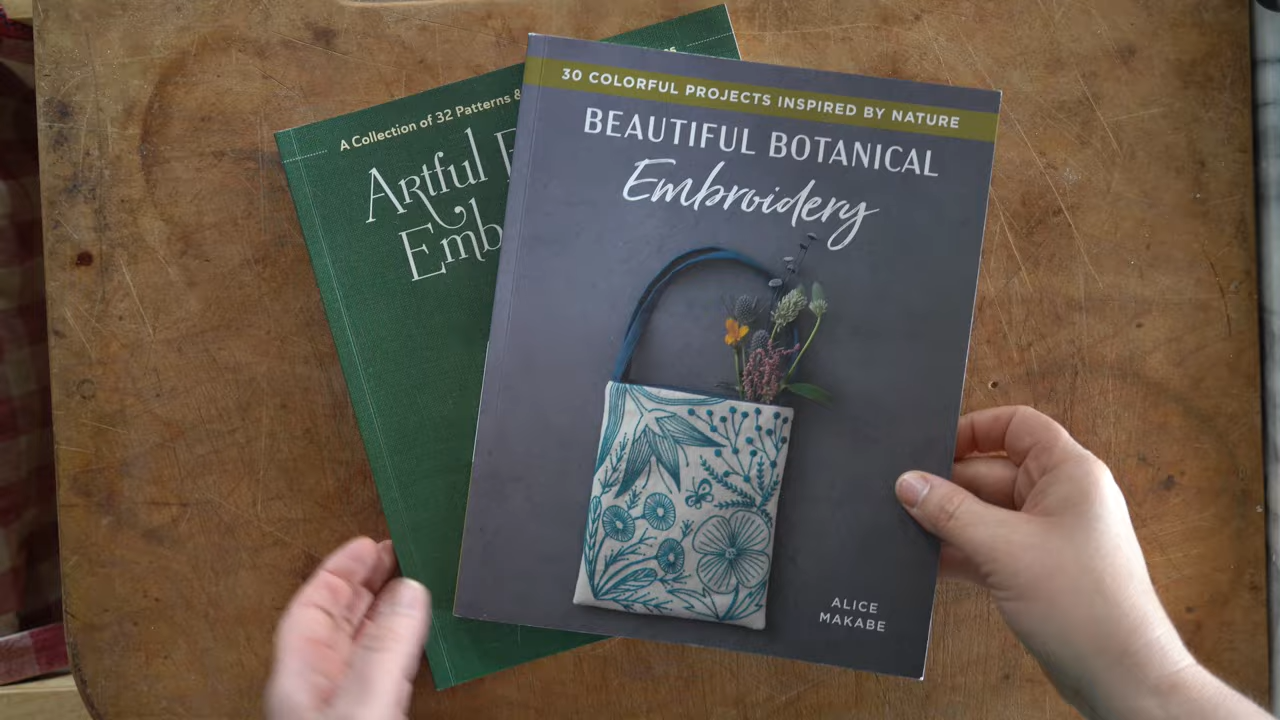 A Collection of 32 Patterns &
Artful
Emb
30 COLORFUL PROJECTS INSPIRED BY NATURE
BEAUTIFUL BOTANICAL
Embroidery
ALICE
MAKABE